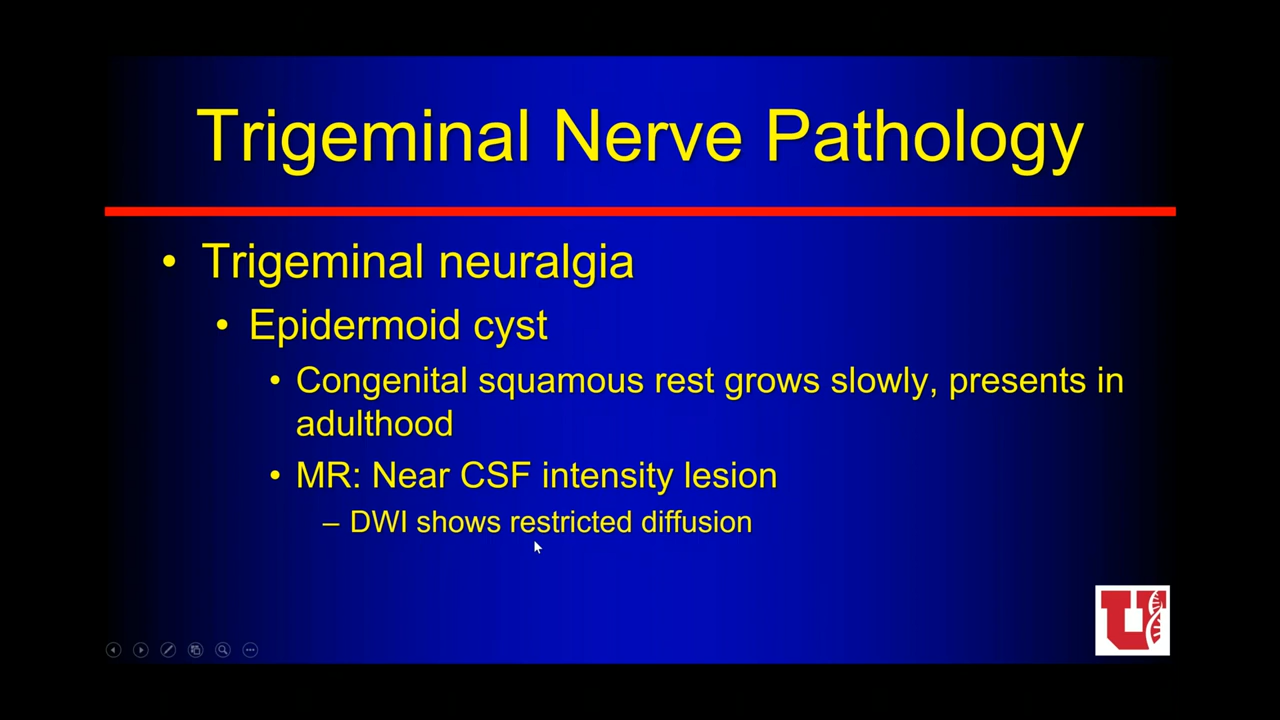 Trigeminal Nerve Pathology
• Trigeminal neuralgia
• Epidermoid cyst
• Congenital squamous rest grows slowly, presents in
adulthood
• MR: Near CSF intensity lesion
– DWI shows restricted diffusion
U